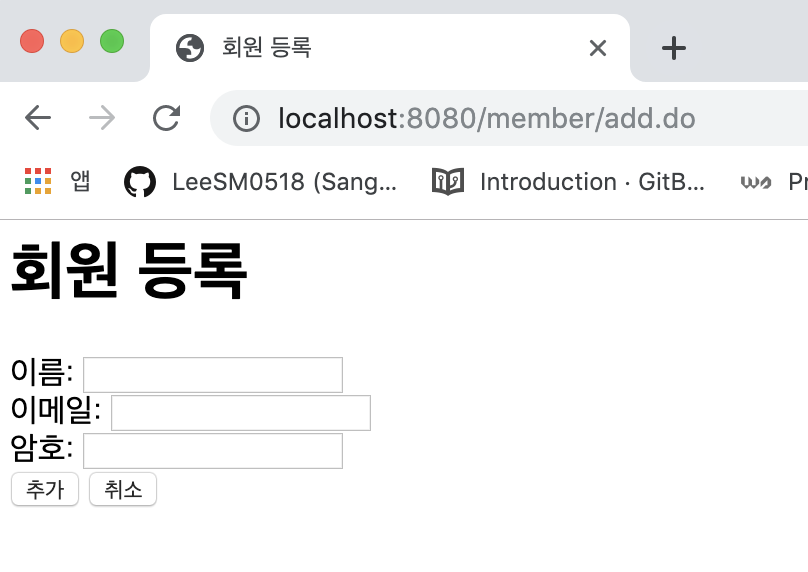 회원 등록
localhost:8080/member/add.do
앱 LeeSM0518 (Sang... Introduction · GitB... Pr
회원 등록
이름:
이메일:
암호:
추가 취소